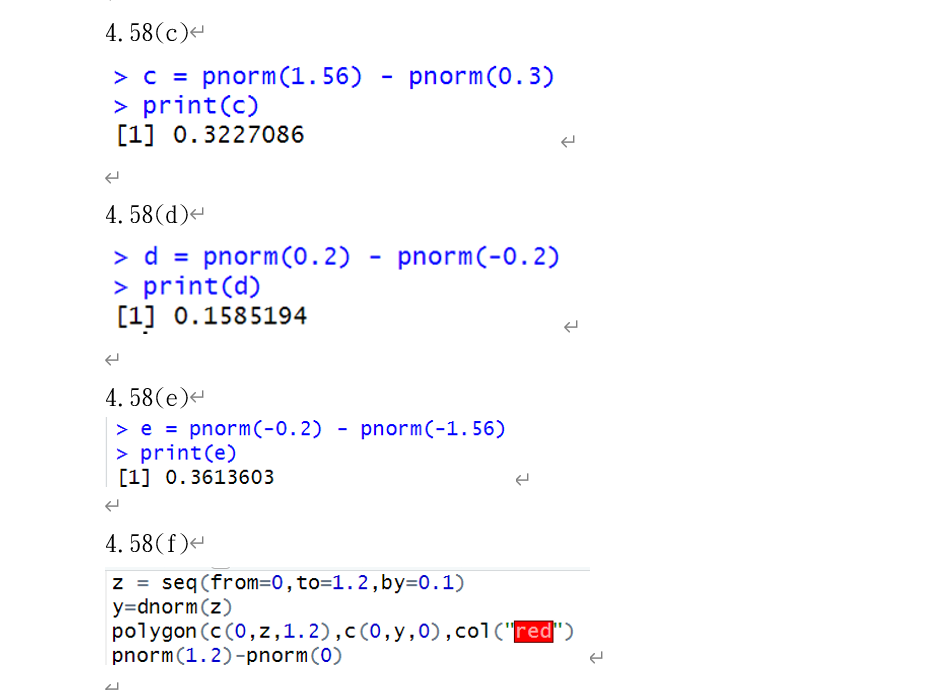 4.58(c)↵
> c = pnorm(1.56) - pnorm(0.3)
> print(c)
[1] 0.3227086
↵
↵
4.58(d)↵
> d = pnorm(0.2) - pnorm(-0.2)
> print(d)
[1] 0.1585194
↵
↵
4.58(e)↵
> e = pnorm(-0.2) - pnorm(-1.56)
> print(e)
[1] 0.3613603
↵
↵
4.58(f)↵
z = seq(from=0,to=1.2,by=0.1)
y=dnorm(z)
polygon(c(0,z,1.2),c(0,y,0),col("red")
pnorm(1.2)-pnorm(0)
↵
↵